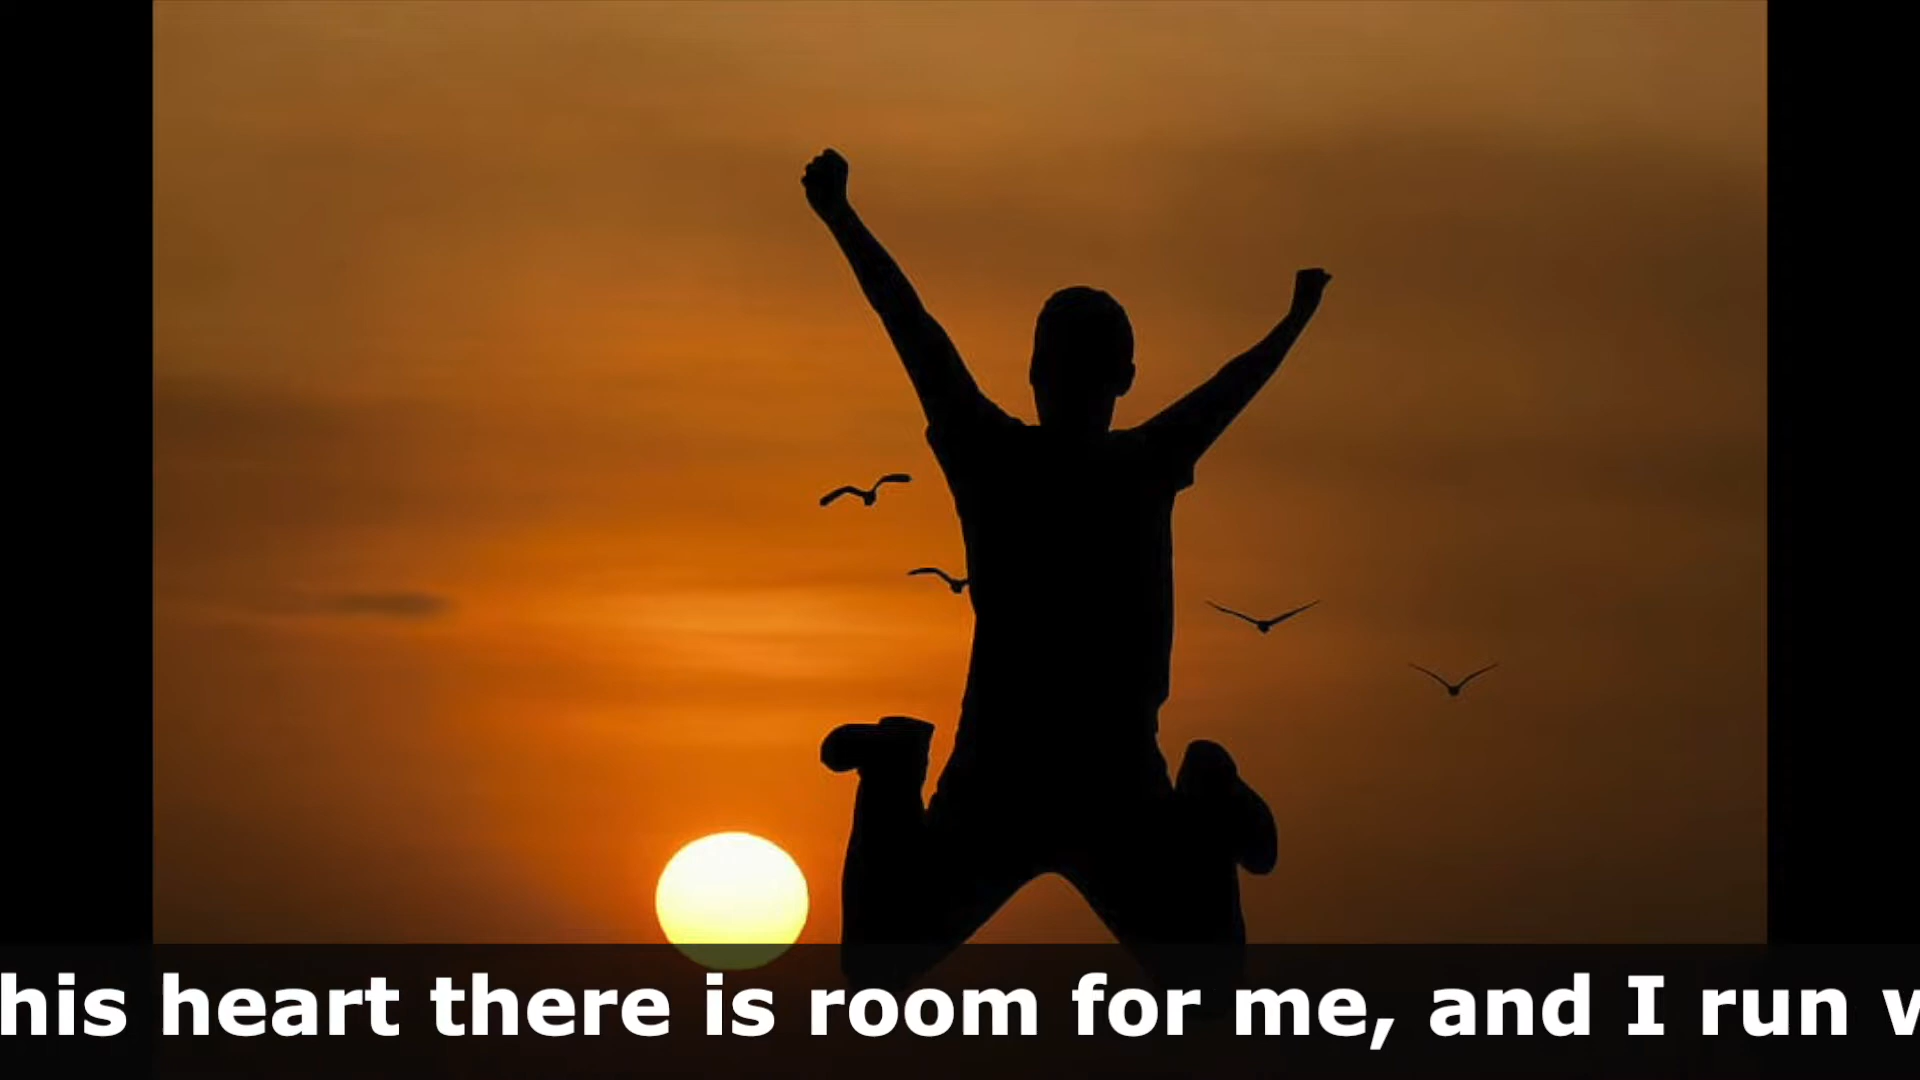 his heart there is room for me, and I run